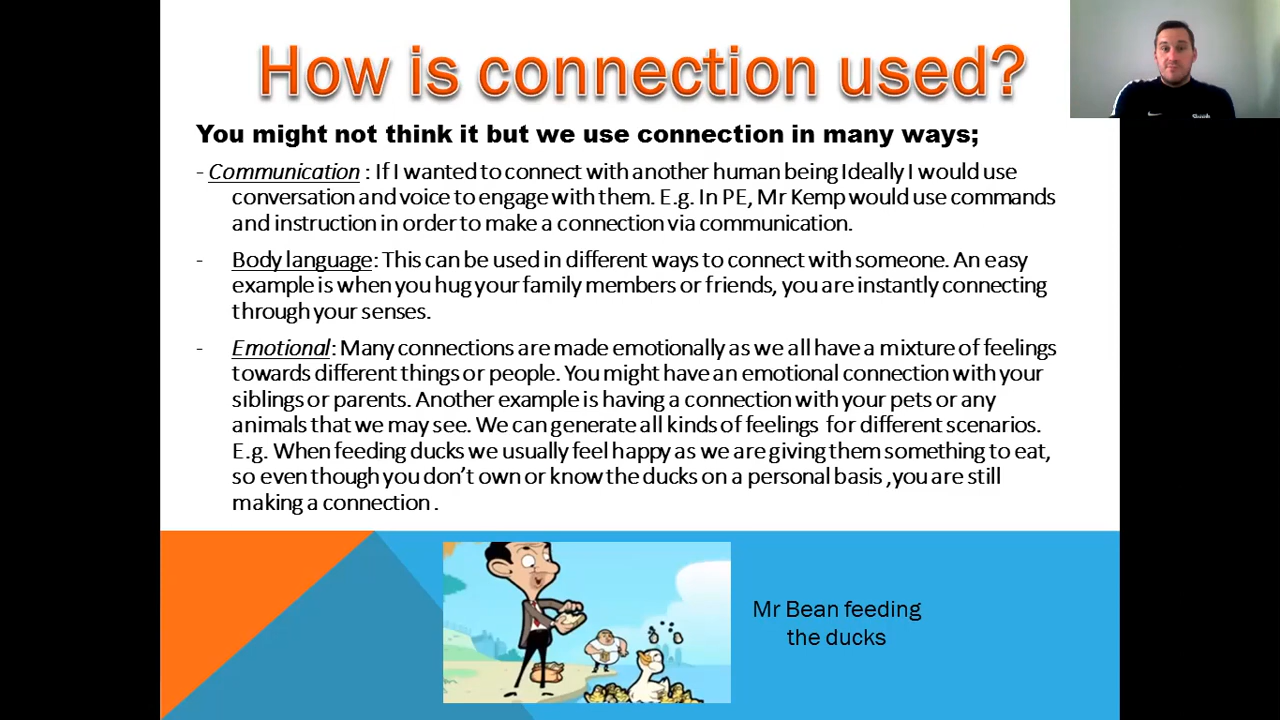 How is connection used?
You might not think it but we use connection in many ways;
- Communication : If I wanted to connect with another human being Ideally I would use
conversation and voice to engage with them. E.g. In PE, Mr Kemp would use commands
and instruction in order to make a connection via communication.
- Body language: This can be used in different ways to connect with someone. An easy
example is when you hug your family members or friends, you are instantly connecting
through your senses.
- Emotional: Many connections are made emotionally as we all have a mixture of feelings
towards different things or people. You might have an emotional connection with your
siblings or parents. Another example is having a connection with your pets or any
animals that we may see. We can generate all kinds of feelings for different scenarios.
E.g. When feeding ducks we usually feel happy as we are giving them something to eat,
so even though you don’t own or know the ducks on a personal basis ,you are still
making a connection .
Mr Bean feeding
the ducks